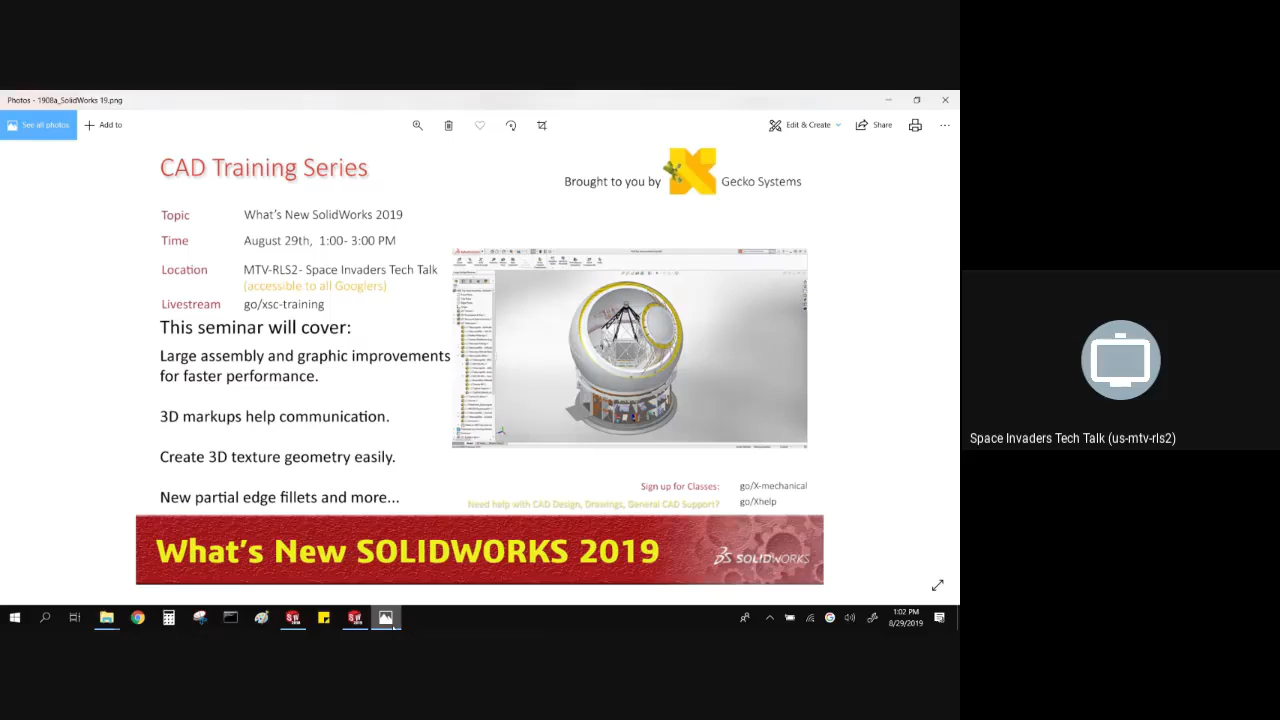 Photos - 1908a_SolidWorks 19.png
See all photos
Add to
Edit & Create
Share
CAD Training Series
Brought to you by
Gecko Systems
Topic
What's New SolidWorks 2019
Time
August 29th, 1:00- 3:00 PM
Location
MTV-RLS2- Space Invaders Tech Talk
(accessible to all Googlers)
Livestream
go/xsc-training
This seminar will cover:
Large assembly and graphic improvements
for faster performance.
3D markups help communication.
Create 3D texture geometry easily.
New partial edge fillets and more...
Sign up for Classes:
go/X-mechanical
Need help with CAD Design, Drawings, General CAD Support?
go/Xhelp
What's New SOLIDWORKS 2019
SOLIDWORKS
1:02 PM
8/29/2019
Space Invaders Tech Talk (us-mtv-rls2)